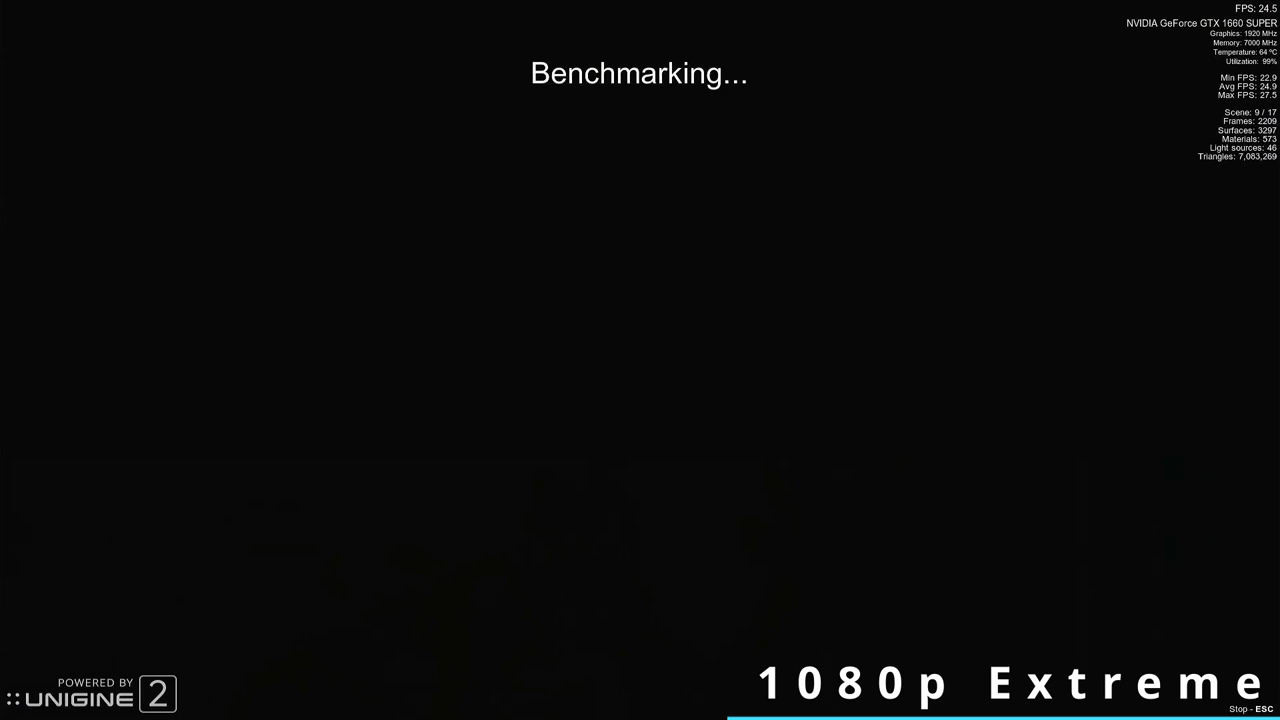 FPS: 24.5
NVIDIA GeForce GTX 1660 SUPER
Graphics: 1920 MHz
Memory: 7000 MHz
Temperature: 64 ºC
Utilization: 99%
Min FPS: 22.9
Avg FPS: 24.9
Max FPS: 27.5
Scene: 9 / 17
Frames: 2209
Surfaces: 3297
Materials: 573
Light sources: 46
Triangles: 7,083,269
Benchmarking...
POWERED BY
UNIGINE 2
1080p Extreme
Stop - ESC